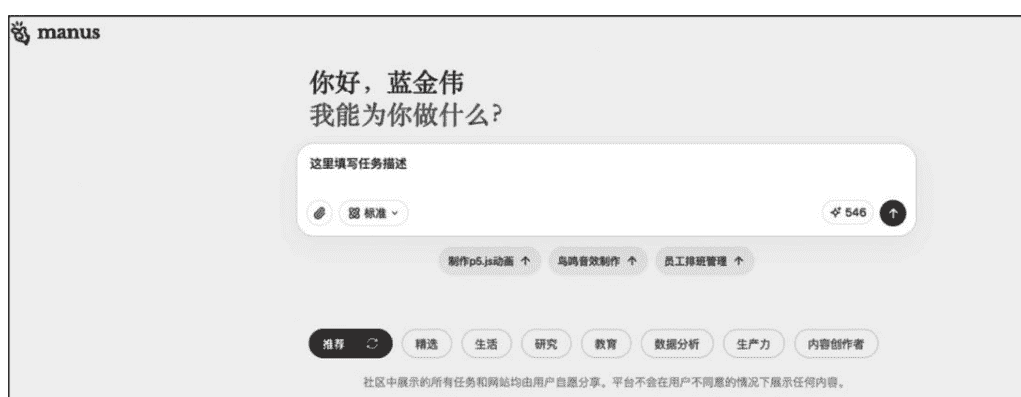 manus
你好，蓝金伟
我能为你做什么？
这里填写任务描述
标准
546
制作p5.js动画 ↑ 鸟鸣音效制作 ↑ 员工排班管理 ↑
推荐 精选 生活 研究 教育 数据分析 生产力 内容创作者
社区中展示的所有任务和网站均由用户自愿分享。平台不会在用户不同意的情况下展示任何内容。